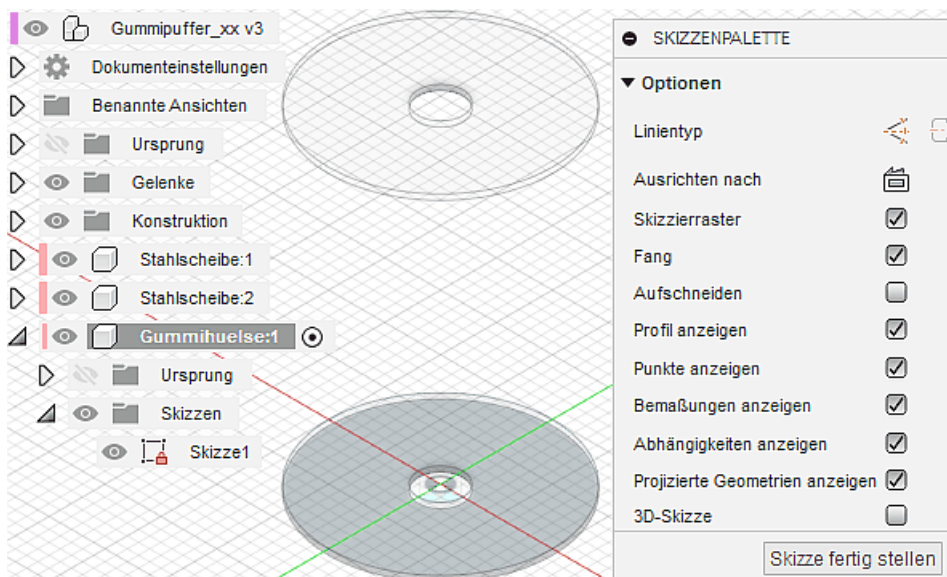 Gummipuffer_xx v3
Dokumenteinstellungen
Benannte Ansichten
Ursprung
Gelenke
Konstruktion
Stahlscheibe:1
Stahlscheibe:2
Gummihuelse:1
Ursprung
Skizzen
Skizze1
SKIZZENPALETTE
Optionen
Linientyp
Ausrichten nach
Skizzierraster
Fang
Aufschneiden
Profil anzeigen
Punkte anzeigen
Bemaßungen anzeigen
Abhängigkeiten anzeigen
Projizierte Geometrien anzeigen
3D-Skizze
Skizze fertig stellen